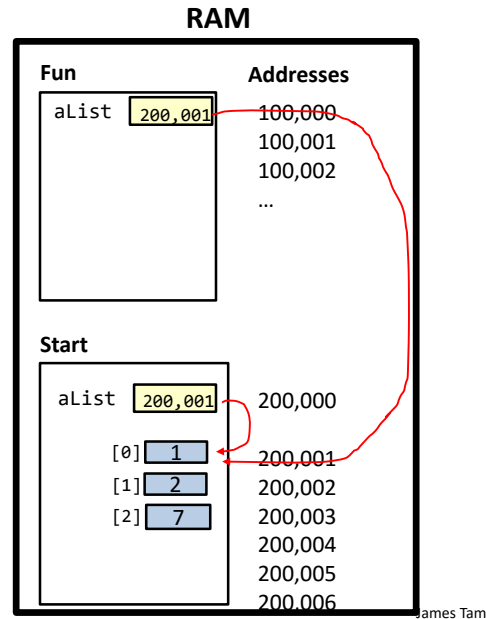 RAM
Fun Addresses
aList 200,001 100,000
100,001
100,002
…
Start
aList 200,001 200,000
[0] 1 200,001
[1] 2 200,002
[2] 7 200,003
200,004
200,005
200,006
James Tam